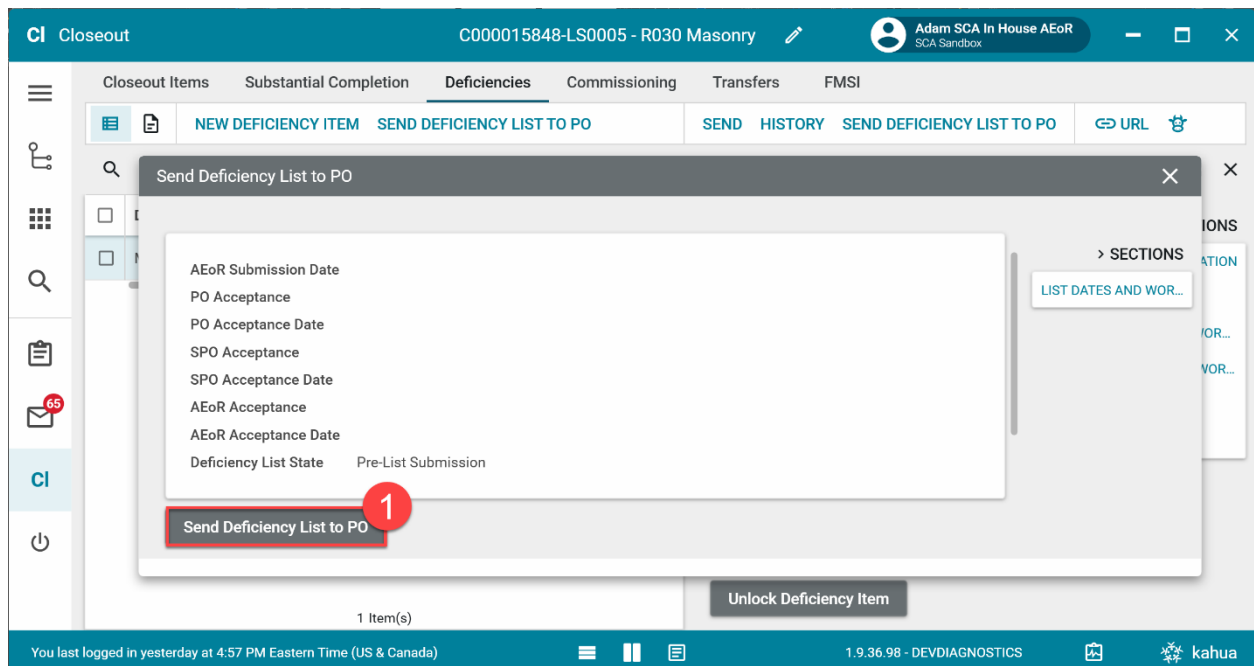 Cl Closeout C000015848-LS0005 - R030 Masonry Adam SCA In House AEoR
SCA Sandbox
Closeout Items Substantial Completion Deficiencies Commissioning Transfers FMSI
NEW DEFICIENCY ITEM SEND DEFICIENCY LIST TO PO SEND HISTORY SEND DEFICIENCY LIST TO PO URL
Send Deficiency List to PO
IONS
AEoR Submission Date
> SECTIONS
ATION
PO Acceptance
LIST DATES AND WOR...
PO Acceptance Date
OR...
SPO Acceptance
WOR...
SPO Acceptance Date
65
AEoR Acceptance
AEoR Acceptance Date
Deficiency List State Pre-List Submission
Cl
1
Send Deficiency List to PO
Unlock Deficiency Item
1 Item(s)
You last logged in yesterday at 4:57 PM Eastern Time (US & Canada) 1.9.36.98 - DEVDIAGNOSTICS kahua